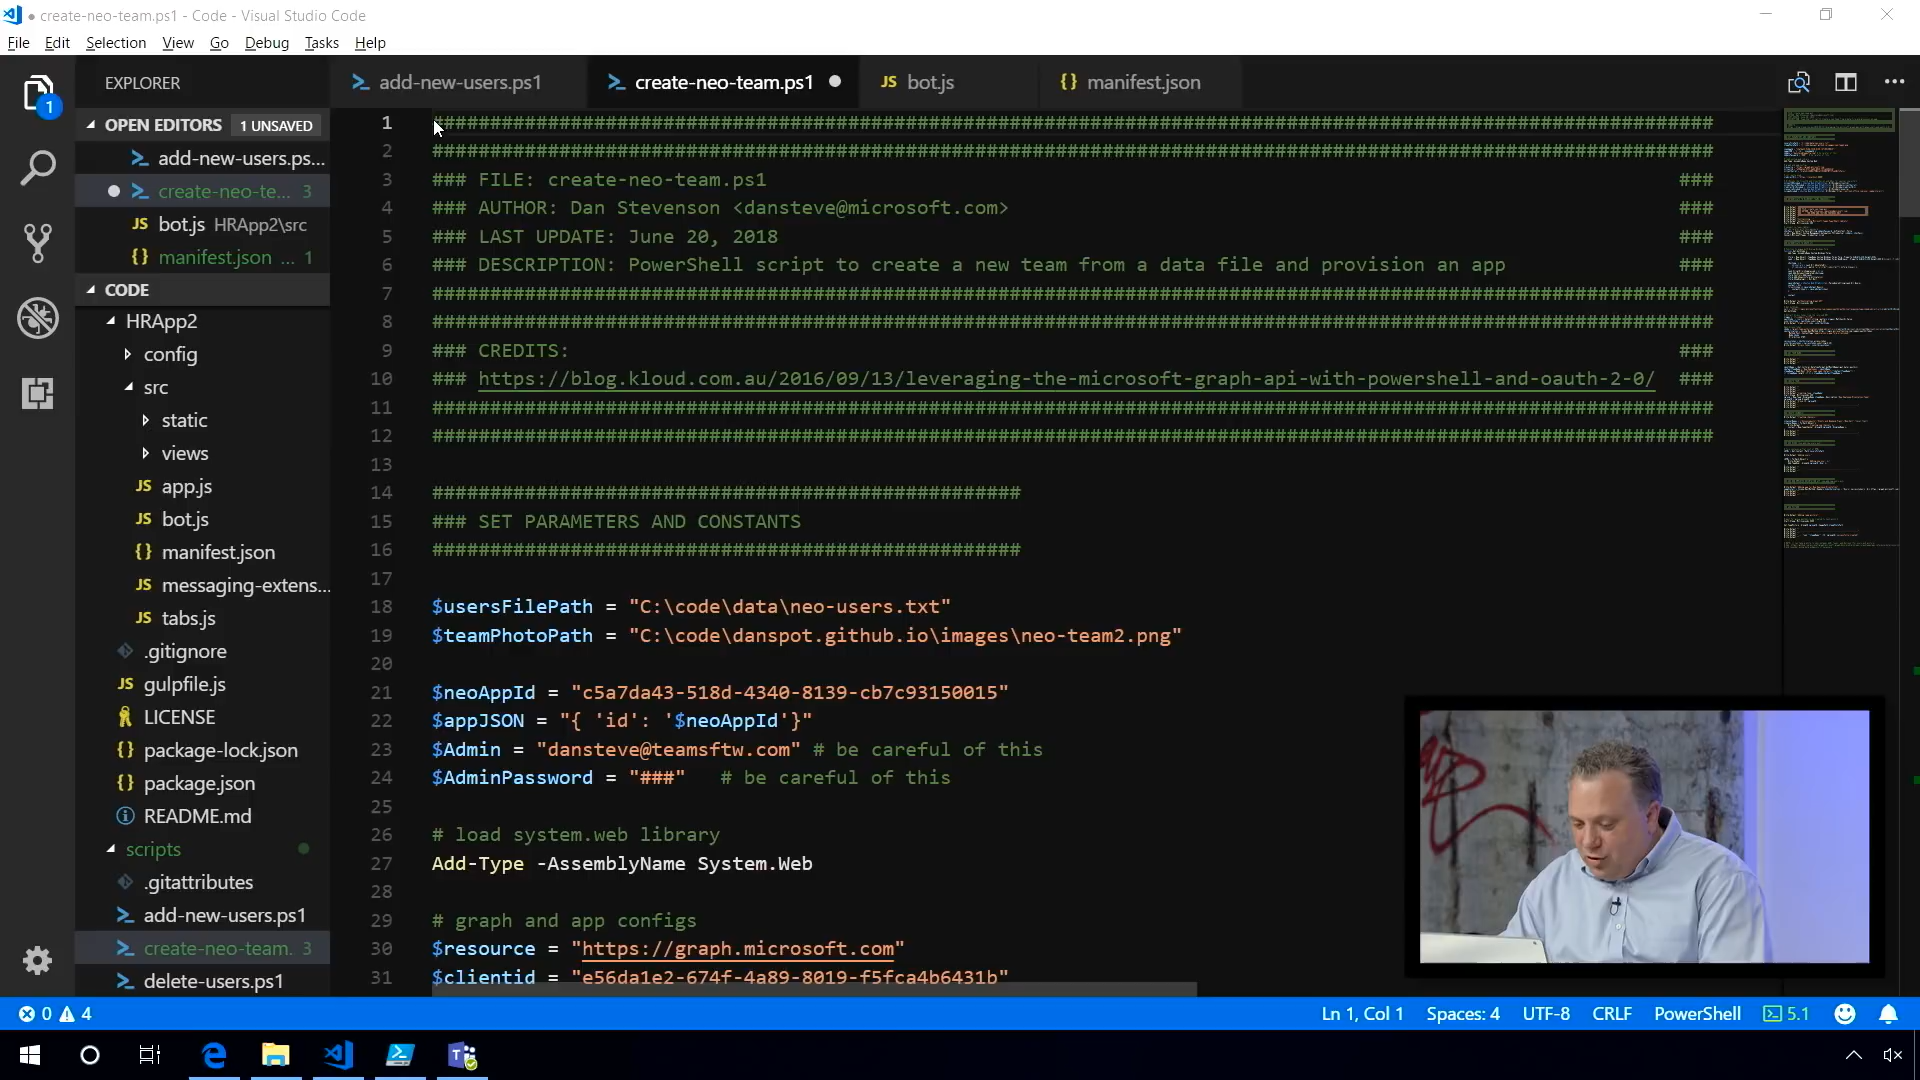 create-neo-team.ps1 - Code - Visual Studio Code
File Edit Selection View Go Debug Tasks Help
EXPLORER
OPEN EDITORS 1 UNSAVED
add-new-users.ps...
create-neo-te... 3
bot.js HRApp2\src
manifest.json ... 1
CODE
HRApp2
config
src
static
views
app.js
bot.js
manifest.json
messaging-extens...
tabs.js
.gitignore
gulpfile.js
LICENSE
package-lock.json
package.json
README.md
scripts
.gitattributes
add-new-users.ps1
create-neo-team. 3
delete-users.ps1
add-new-users.ps1 create-neo-team.ps1 bot.js manifest.json
1 ##############################################################################################################
2 ##############################################################################################################
3 ### FILE: create-neo-team.ps1 ###
4 ### AUTHOR: Dan Stevenson <dansteve@microsoft.com> ###
5 ### LAST UPDATE: June 20, 2018 ###
6 ### DESCRIPTION: PowerShell script to create a new team from a data file and provision an app ###
7 ##############################################################################################################
8 ##############################################################################################################
9 ### CREDITS: ###
10 ### https://blog.kloud.com.au/2016/09/13/leveraging-the-microsoft-graph-api-with-powershell-and-oauth-2-0/ ###
11 ##############################################################################################################
12 ##############################################################################################################
13
14 ###################################################
15 ### SET PARAMETERS AND CONSTANTS
16 ###################################################
17
18 $usersFilePath = "C:\code\data\neo-users.txt"
19 $teamPhotoPath = "C:\code\danspot.github.io\images\neo-team2.png"
20
21 $neoAppId = "c5a7da43-518d-4340-8139-cb7c93150015"
22 $appJSON = "{ 'id': '$neoAppId'}"
23 $Admin = "dansteve@teamsftw.com" # be careful of this
24 $AdminPassword = "###" # be careful of this
25
26 # load system.web library
27 Add-Type -AssemblyName System.Web
28
29 # graph and app configs
30 $resource = "https://graph.microsoft.com"
31 $clientid = "e56da1e2-674f-4a89-8019-f5fca4b6431b"
0 4 Ln 1, Col 1 Spaces: 4 UTF-8 CRLF PowerShell 5.1